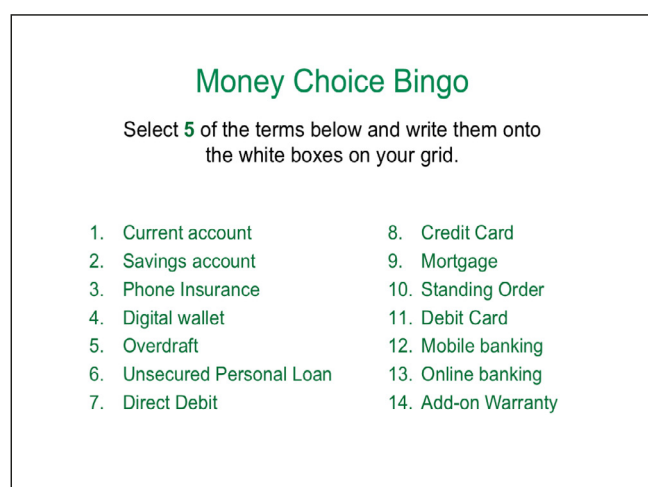 Money Choice Bingo
Select 5 of the terms below and write them onto
the white boxes on your grid.
1. Current account
2. Savings account
3. Phone Insurance
4. Digital wallet
5. Overdraft
6. Unsecured Personal Loan
7. Direct Debit
8. Credit Card
9. Mortgage
10. Standing Order
11. Debit Card
12. Mobile banking
13. Online banking
14. Add-on Warranty